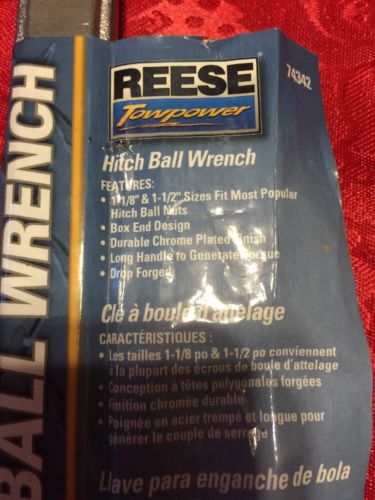 BALL WRENCH
REESE
Towpower
74342
Hitch Ball Wrench
FEATURES:
• 1-1/8" & 1-1/2" Sizes Fit Most Popular
Hitch Ball Nuts
• Box End Design
• Durable Chrome Plated Finish
• Long Handle to Generate Torque
• Drop Forged
Clé à boule d'attelage
CARACTÉRISTIQUES :
• Les tailles 1-1/8 po & 1-1/2 po conviennent
à la plupart des écrous de boule d'attelage
• Conception à têtes polygonales forgées
• Finition chromée durable
• Poignée en acier trempé et longue pour
générer le couple de serrage
Llave para enganche de bola